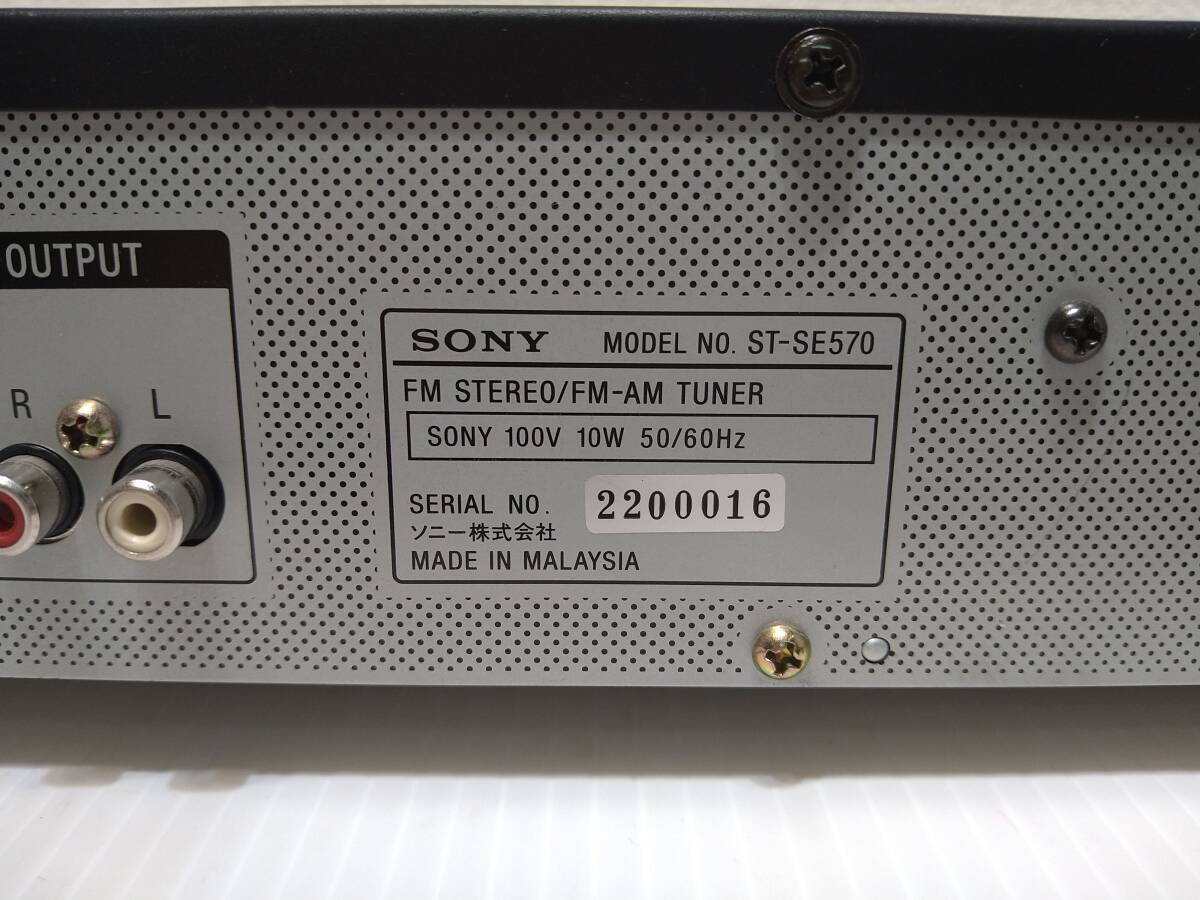 OUTPUT
R L
SONY MODEL NO. ST-SE570
FM STEREO/FM-AM TUNER
SONY 100V 10W 50/60Hz
SERIAL NO. 2200016
ソニー株式会社
MADE IN MALAYSIA